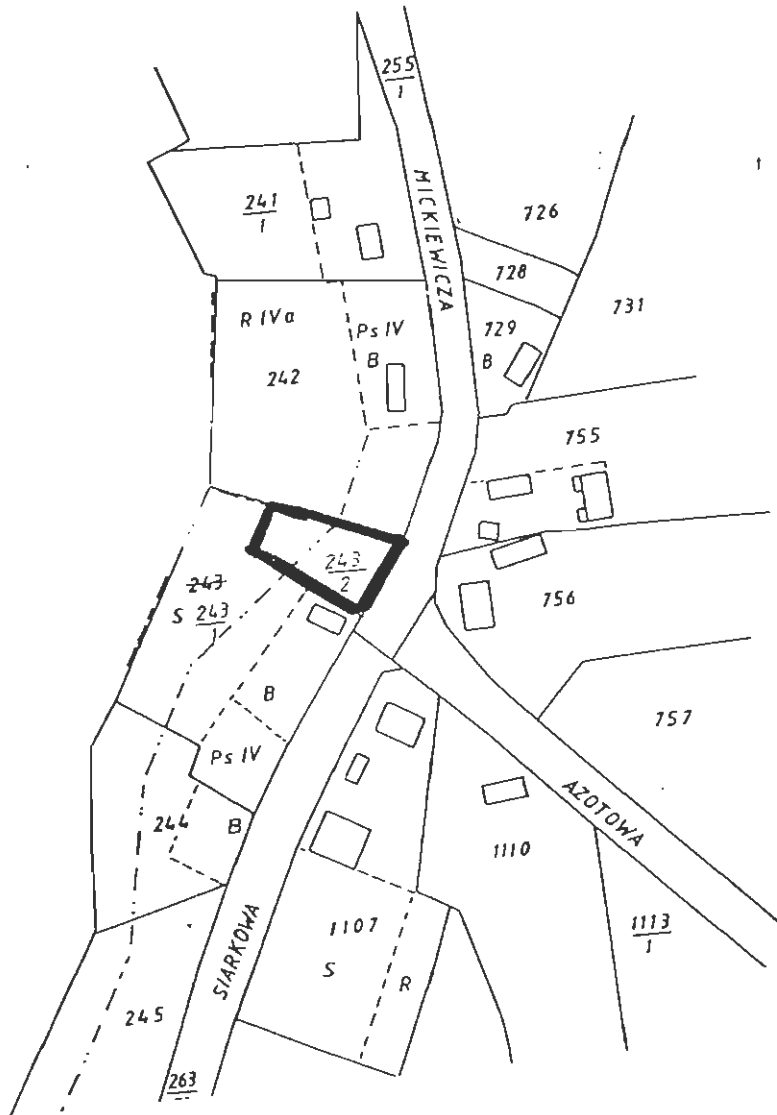 255
1
MICKIEWICZA
241
1
726
728
R IVa
Ps IV
729
731
B
B
242
755
243
2
243
S 243
1
756
B
757
Ps IV
AZOTOWA
244
B
1110
1107
1113
1
SIARKOWA
S
R
245
263